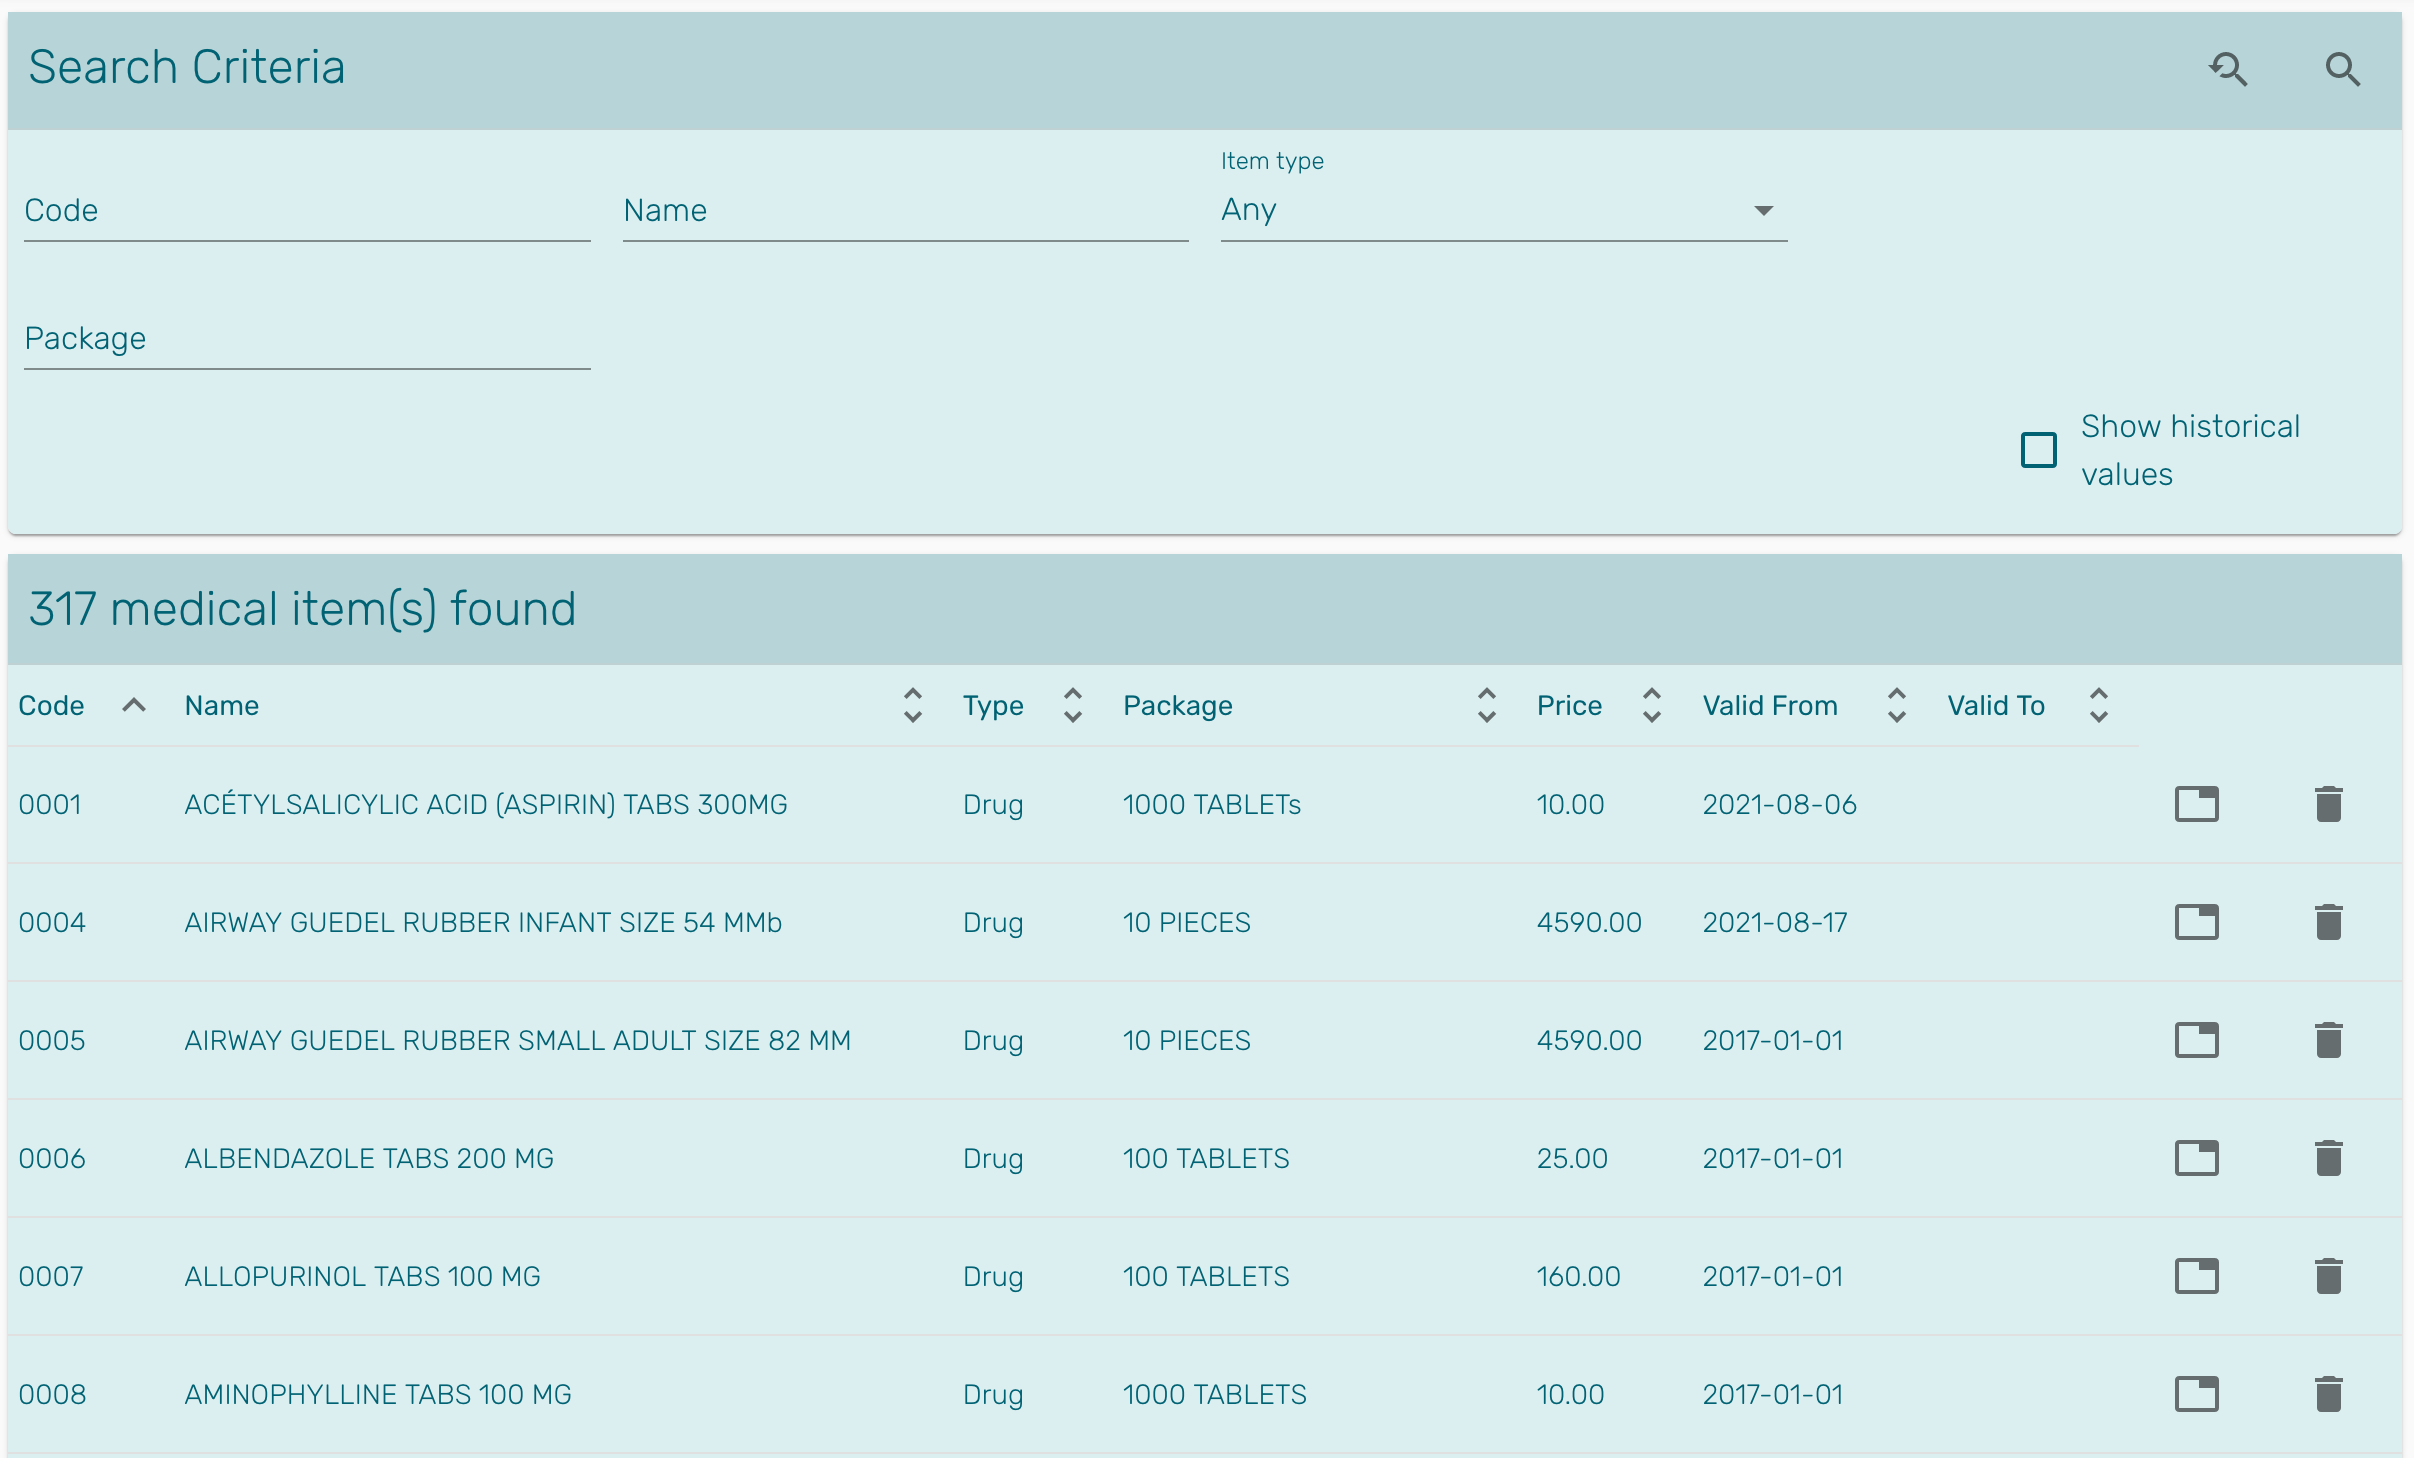 Search Criteria
Item type
Code Name Any
Package
Show historical
values
317 medical item(s) found
Code Name Type Package Price Valid From Valid To
0001 ACÉTYLSALICYLIC ACID (ASPIRIN) TABS 300MG Drug 1000 TABLETs 10.00 2021-08-06
0004 AIRWAY GUEDEL RUBBER INFANT SIZE 54 MMb Drug 10 PIECES 4590.00 2021-08-17
0005 AIRWAY GUEDEL RUBBER SMALL ADULT SIZE 82 MM Drug 10 PIECES 4590.00 2017-01-01
0006 ALBENDAZOLE TABS 200 MG Drug 100 TABLETS 25.00 2017-01-01
0007 ALLOPURINOL TABS 100 MG Drug 100 TABLETS 160.00 2017-01-01
0008 AMINOPHYLLINE TABS 100 MG Drug 1000 TABLETS 10.00 2017-01-01